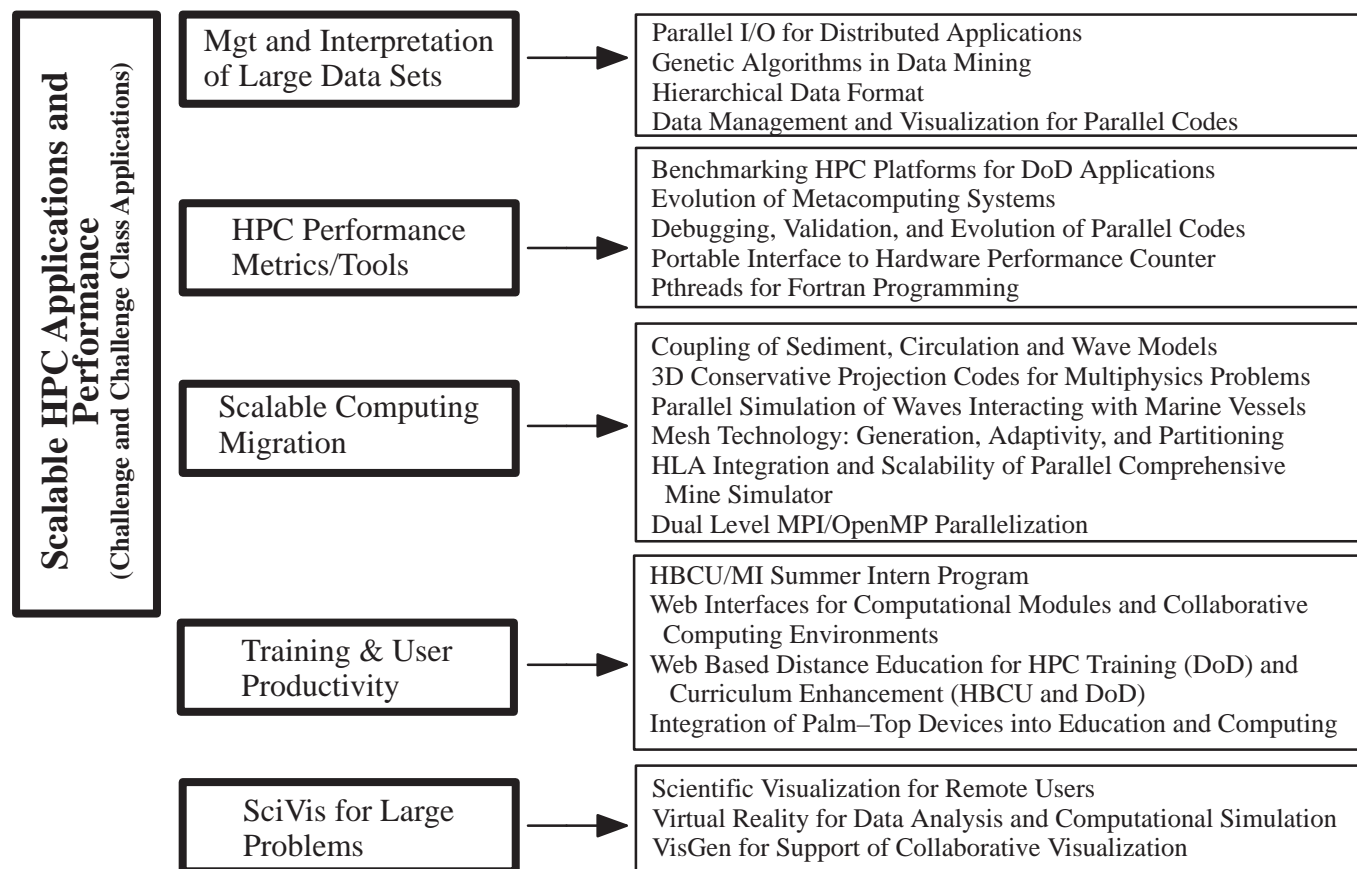 Scalable HPC Applications and
Performance
(Challenge and Challenge Class Applications)
Mgt and Interpretation
of Large Data Sets
Parallel I/O for Distributed Applications
Genetic Algorithms in Data Mining
Hierarchical Data Format
Data Management and Visualization for Parallel Codes
HPC Performance
Metrics/Tools
Benchmarking HPC Platforms for DoD Applications
Evolution of Metacomputing Systems
Debugging, Validation, and Evolution of Parallel Codes
Portable Interface to Hardware Performance Counter
Pthreads for Fortran Programming
Scalable Computing
Migration
Coupling of Sediment, Circulation and Wave Models
3D Conservative Projection Codes for Multiphysics Problems
Parallel Simulation of Waves Interacting with Marine Vessels
Mesh Technology: Generation, Adaptivity, and Partitioning
HLA Integration and Scalability of Parallel Comprehensive
Mine Simulator
Dual Level MPI/OpenMP Parallelization
Training & User
Productivity
HBCU/MI Summer Intern Program
Web Interfaces for Computational Modules and Collaborative
Computing Environments
Web Based Distance Education for HPC Training (DoD) and
Curriculum Enhancement (HBCU and DoD)
Integration of Palm–Top Devices into Education and Computing
SciVis for Large
Problems
Scientific Visualization for Remote Users
Virtual Reality for Data Analysis and Computational Simulation
VisGen for Support of Collaborative Visualization